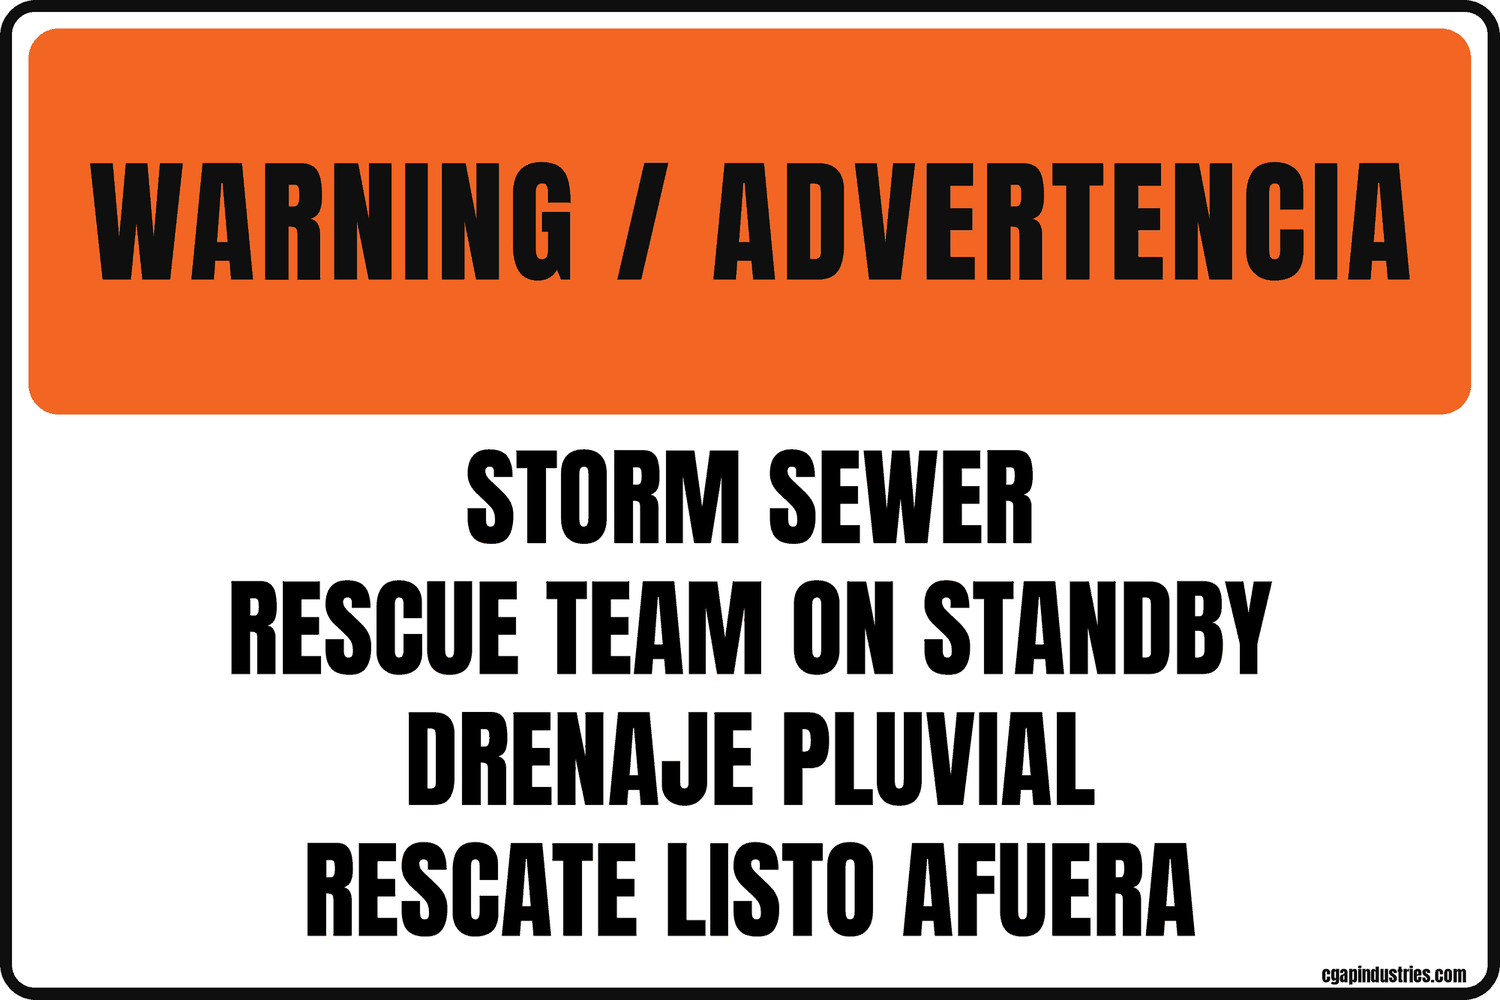 WARNING / ADVERTENCIA
STORM SEWER
RESCUE TEAM ON STANDBY
DRENAJE PLUVIAL
RESCATE LISTO AFUERA
cgapindustries.com